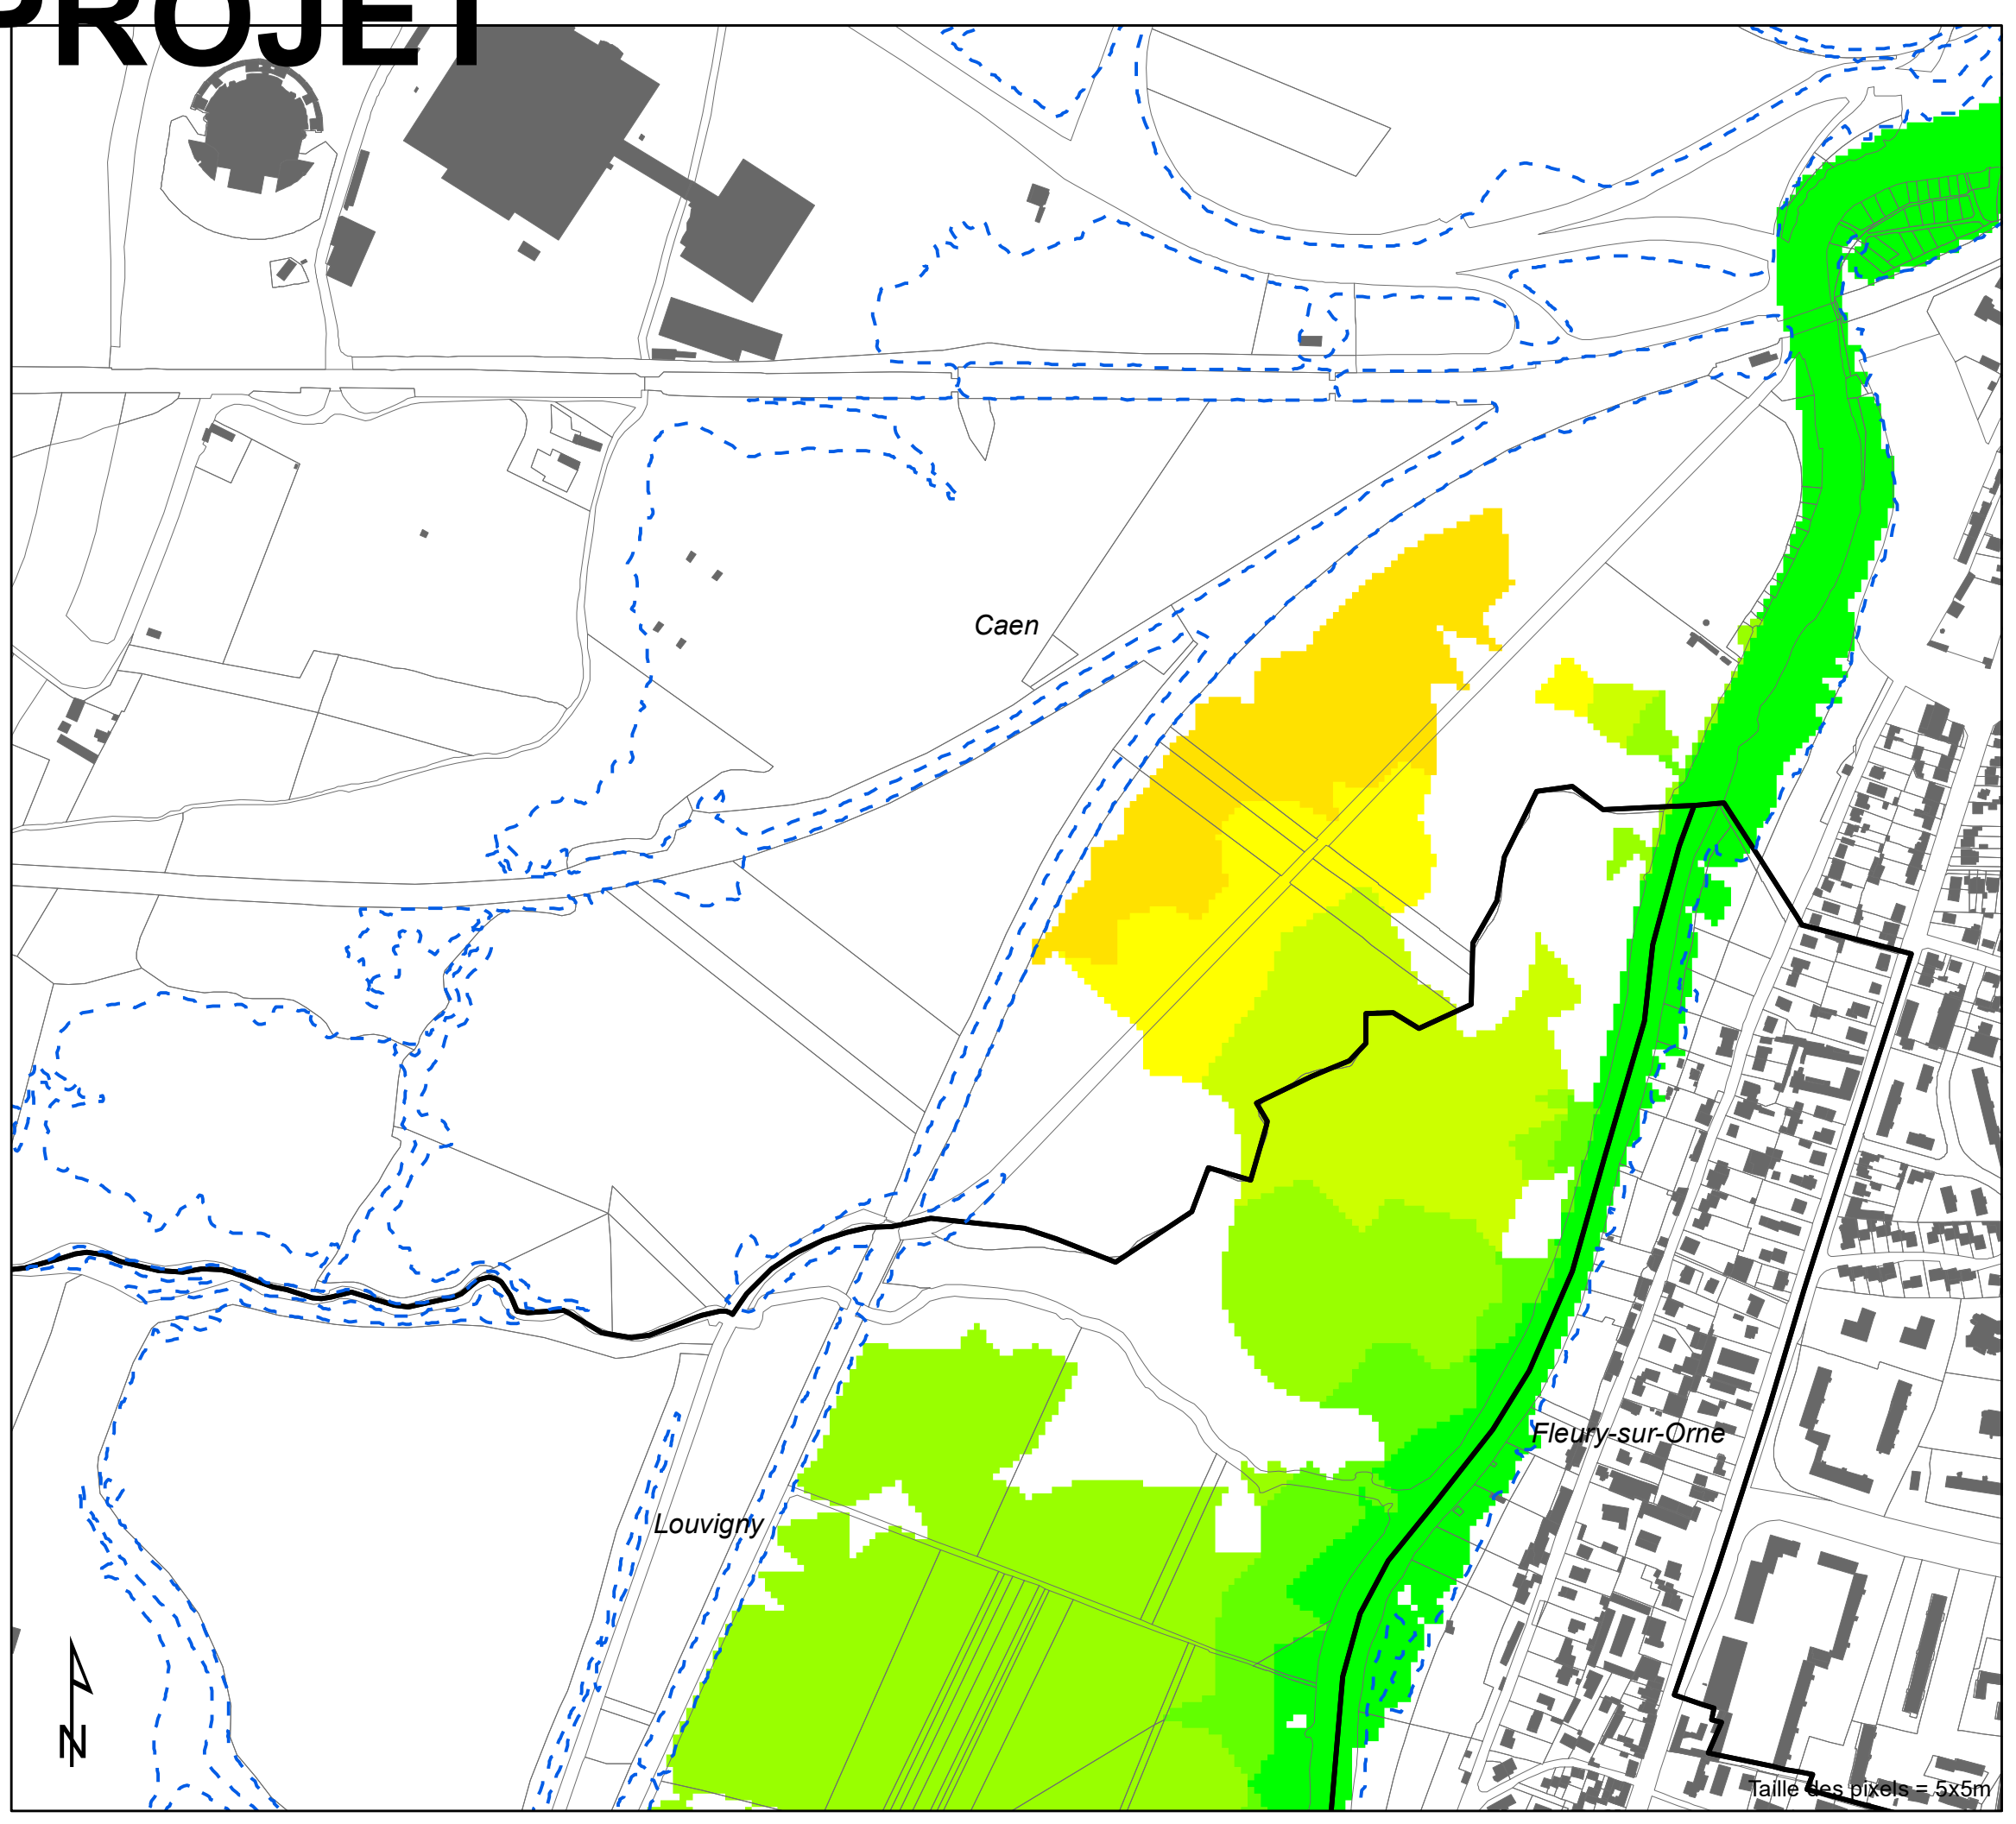 PROJET
Caen
Fleury-sur-Orne
Louvigny
N
Taille des pixels = 5x5m